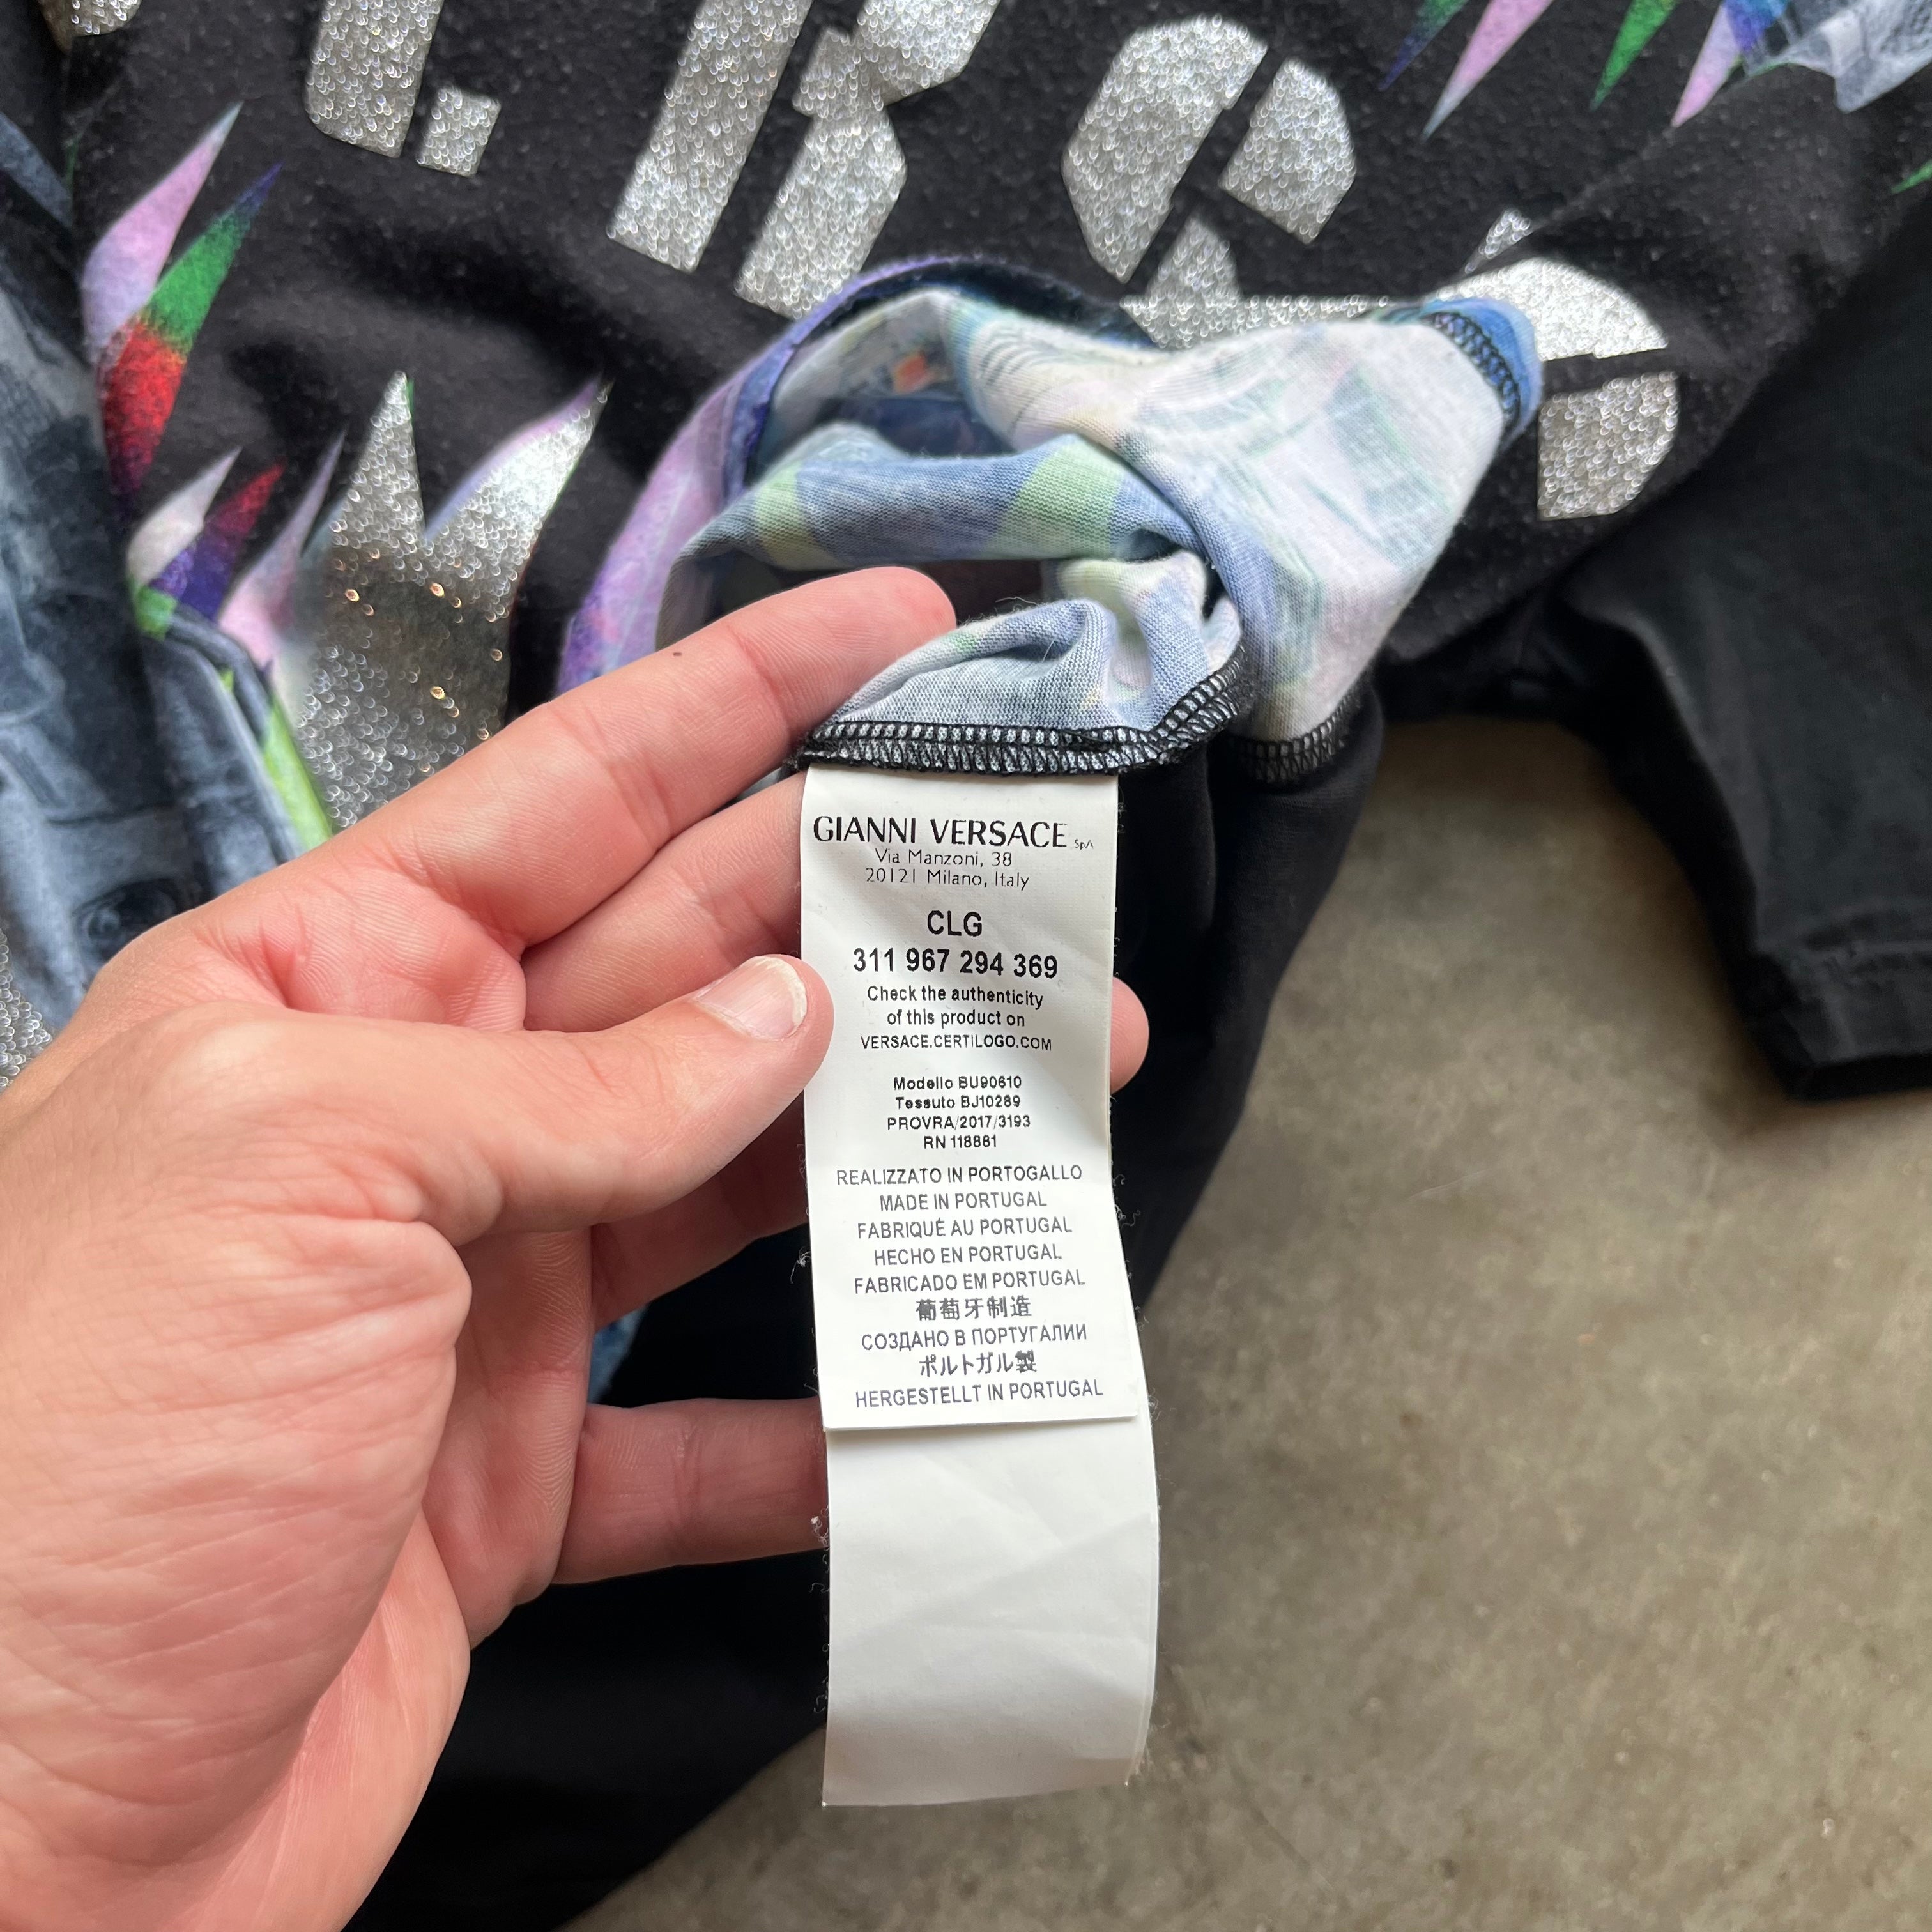 GIANNI VERSACE SpA
Via Manzoni, 38
20121 Milano, Italy
CLG
311 967 294 369
Check the authenticity
of this product on
VERSACE.CERTILOGO.COM
Modello BU90610
Tessuto BJ10289
PROVRA/2017/3193
RN 118861
REALIZZATO IN PORTOGALLO
MADE IN PORTUGAL
FABRIQUÉ AU PORTUGAL
HECHO EN PORTUGAL
FABRICADO EM PORTUGAL
葡萄牙制造
СОЗДАНО В ПОРТУГАЛИИ
ポルトガル製
HERGESTELLT IN PORTUGAL